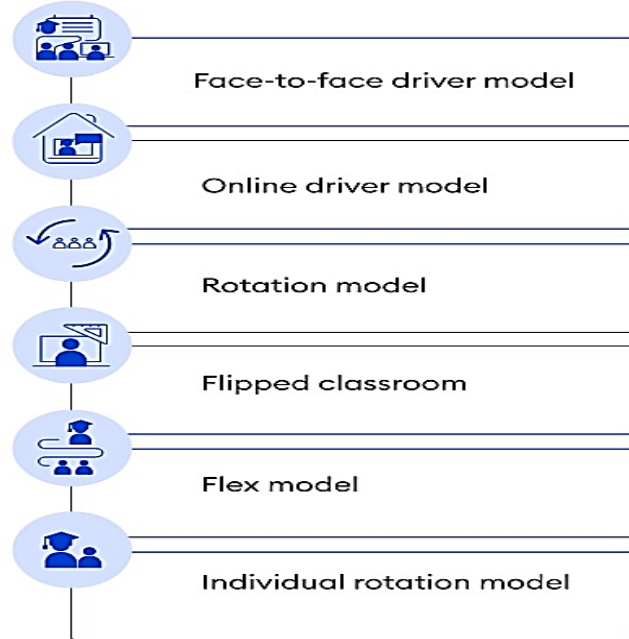 Face-to-face driver model
Online driver model
Rotation model
Flipped classroom
Flex model
Individual rotation model